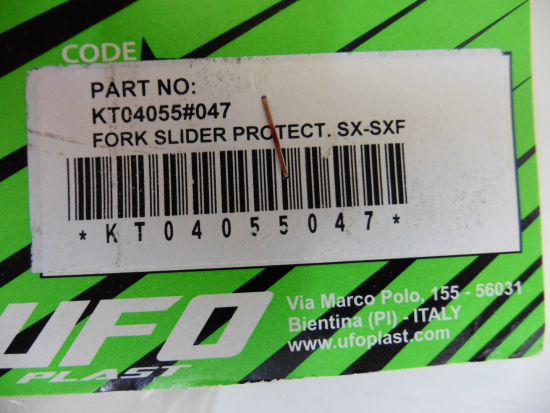 CODE
PART NO:
KT04055#047
FORK SLIDER PROTECT. SX-SXF
*KT04055047*
UFO
PLAST
Via Marco Polo, 155 - 56031
Bientina (PI) - ITALY
www.ufoplast.com